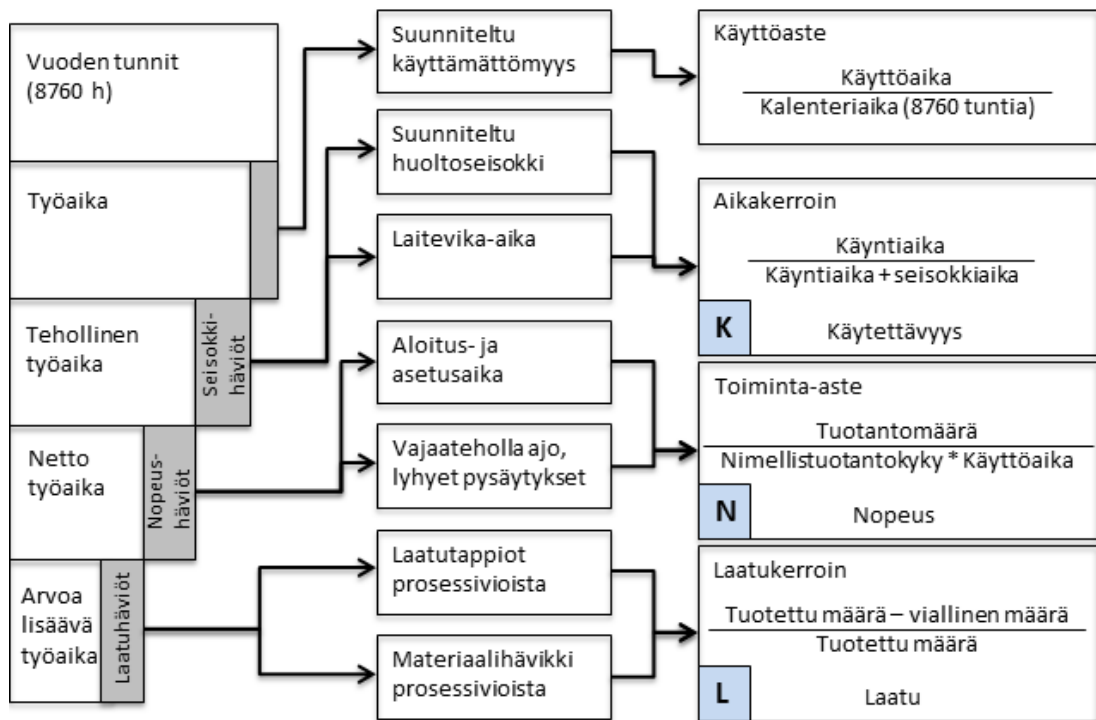 Vuoden tunnit
(8760 h)
Työaika
Tehollinen
työaika
Seisokki-
häviöt
Netto
työaika
Nopeus-
häviöt
Arvoa
lisäävä
työaika
Laatuhäviöt
Suunniteltu
käyttämättömyys
Suunniteltu
huoltoseisokki
Laitevika-aika
Aloitus- ja
asetusaika
Vajaateholla ajo,
lyhyet pysäytykset
Laatutappiot
prosessivioista
Materiaalihävikki
prosessivioista
Käyttöaste
Käyttöaika
Kalenteriaika (8760 tuntia)
Aikakerroin
Käyntiaika
Käyntiaika + seisokkiaika
K
Käytettävyys
Toiminta-aste
Tuotantomäärä
Nimellistuotantokyky * Käyttöaika
N
Nopeus
Laatukerroin
Tuotettu määrä – viallinen määrä
Tuotettu määrä
L
Laatu